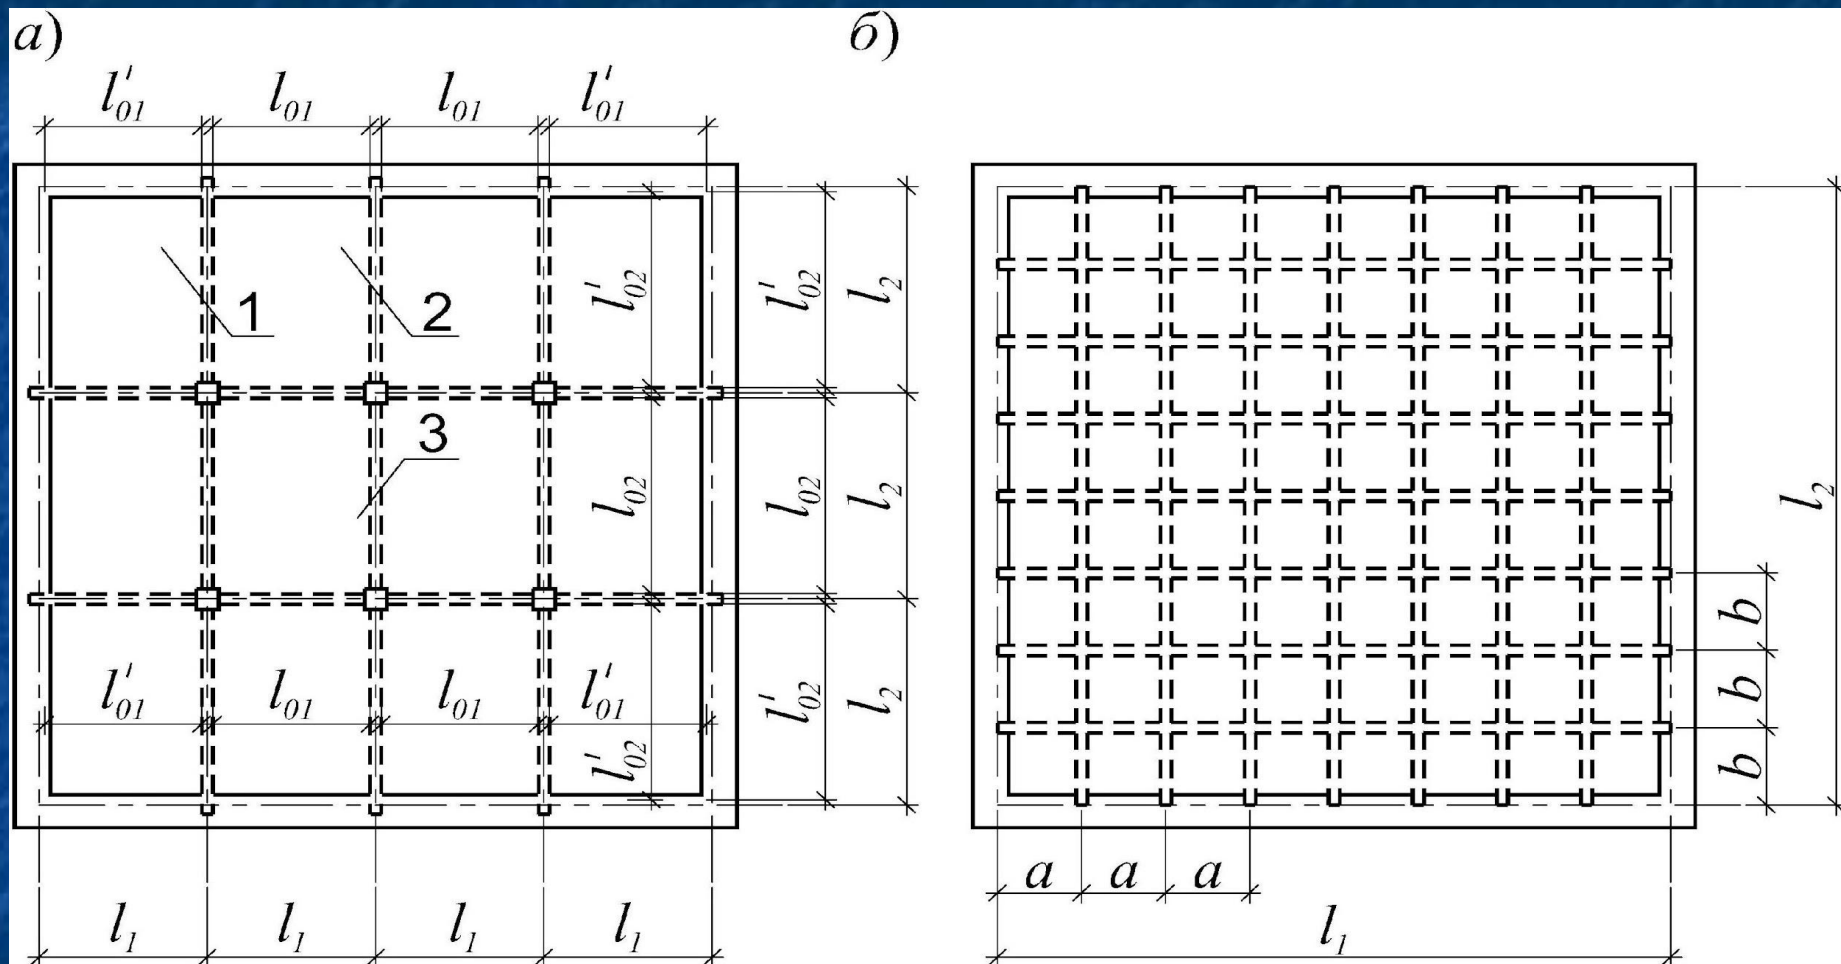 а) б)
l'₀₁ l₀₁ l₀₁ l'₀₁
1 2 l'₀₂ l'₀₂ l₂
3 l₀₂ l₀₂ l₂ l₂
b
l'₀₁ l₀₁ l₀₁ l'₀₁ l'₀₂ l'₀₂ l₂ b
b
a a a
l₁ l₁ l₁ l₁ l₁